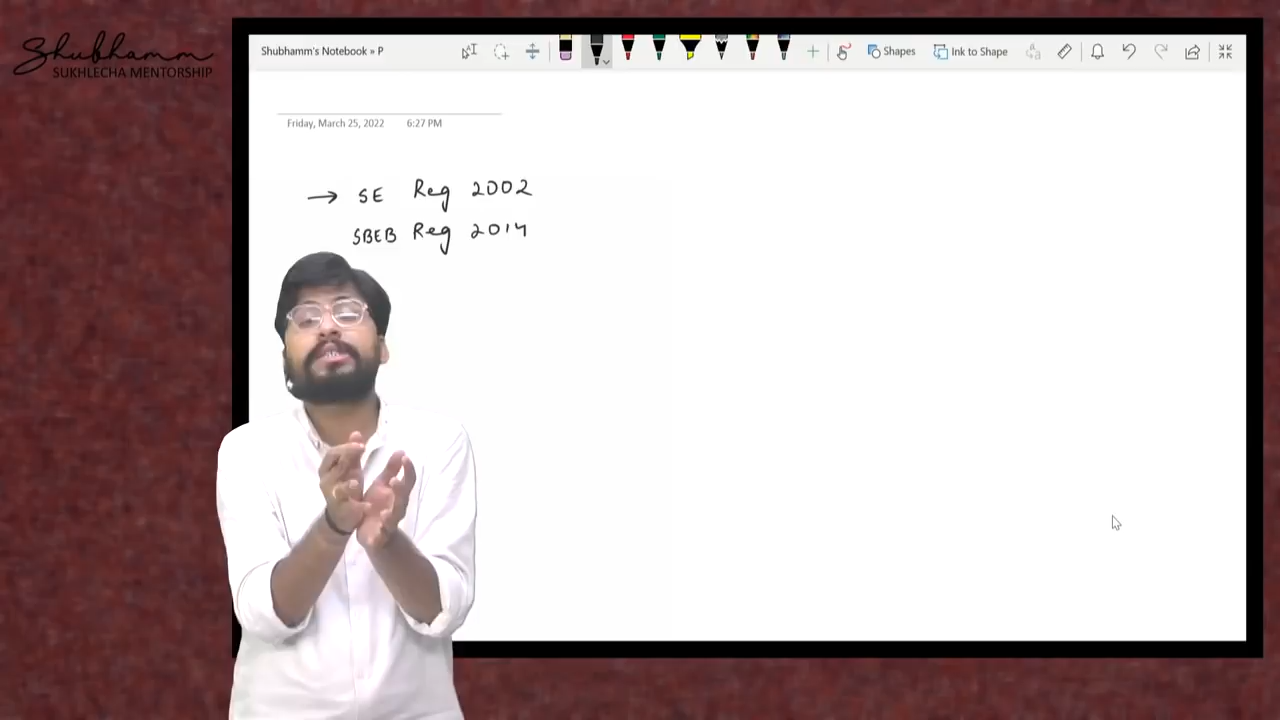 Shubhamm
SUKHLECHA MENTORSHIP
Shubhamm's Notebook » P
Shapes
Ink to Shape
Friday, March 25, 2022 6:27 PM
→ SE Reg 2002
SBEB Reg 2014